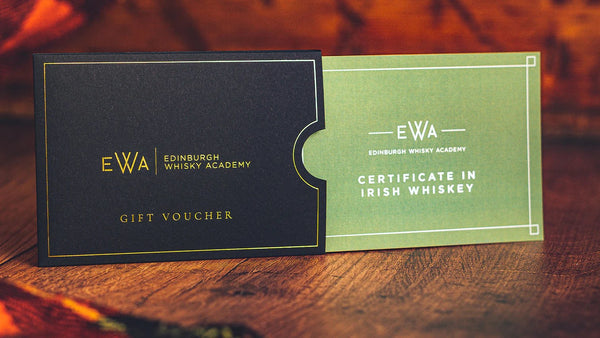 EWA
EDINBURGH
WHISKY ACADEMY
GIFT VOUCHER
EWA
EDINBURGH WHISKY ACADEMY
CERTIFICATE IN
IRISH WHISKEY